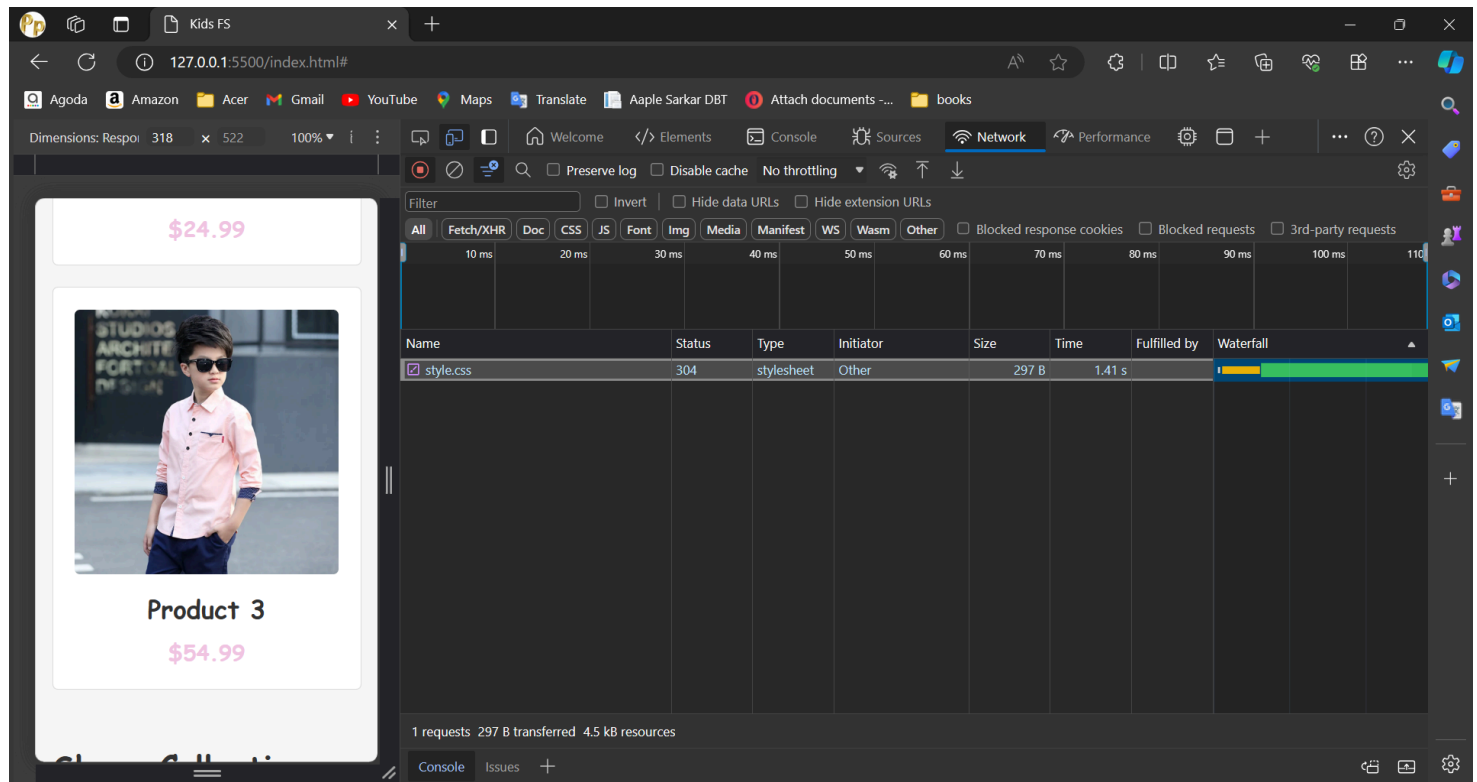 Pp Kids FS
127.0.0.1:5500/index.html#
Agoda Amazon Acer Gmail YouTube Maps Translate Aaple Sarkar DBT Attach documents -... books
Dimensions: Respo 318 x 522 100% Welcome </> Elements Console Sources Network Performance
Preserve log Disable cache No throttling
Filter Invert Hide data URLs Hide extension URLs
All Fetch/XHR Doc CSS JS Font Img Media Manifest WS Wasm Other Blocked response cookies Blocked requests 3rd-party requests
10 ms 20 ms 30 ms 40 ms 50 ms 60 ms 70 ms 80 ms 90 ms 100 ms 110
Name Status Type Initiator Size Time Fulfilled by Waterfall
style.css 304 stylesheet Other 297 B 1.41 s
1 requests 297 B transferred 4.5 kB resources
Console Issues
$24.99
STUDIOS
ARCHITE
FORTOAL
DESIGN
Product 3
$54.99